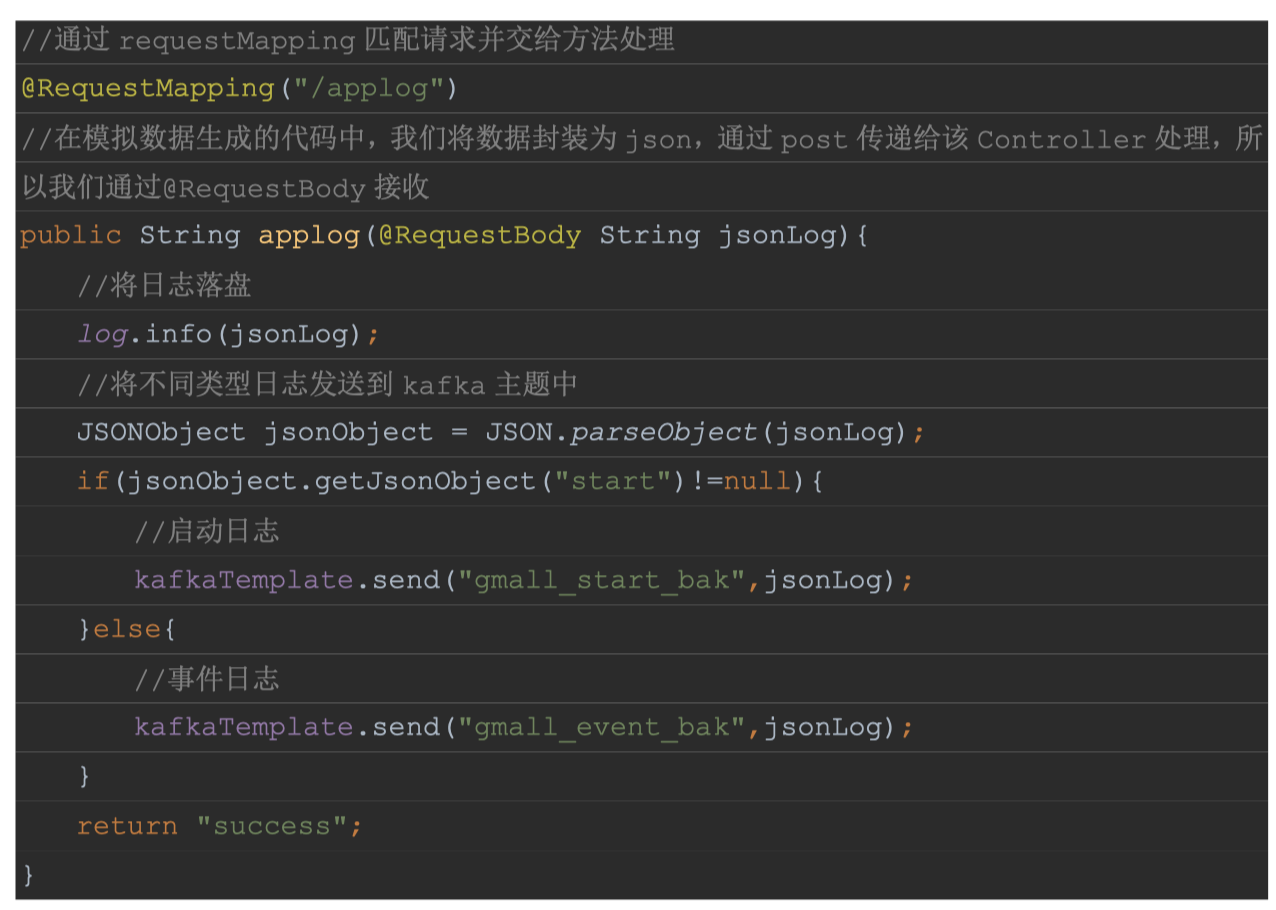 //通过 requestMapping 匹配请求并交给方法处理
@RequestMapping("/applog")
//在模拟数据生成的代码中，我们将数据封装为 json，通过 post 传递给该 Controller 处理，所
以我们通过@RequestBody 接收
public String applog(@RequestBody String jsonLog){
//将日志落盘
log.info(jsonLog);
//将不同类型日志发送到 kafka 主题中
JSONObject jsonObject = JSON.parseObject(jsonLog);
if(jsonObject.getJsonObject("start")!=null){
//启动日志
kafkaTemplate.send("gmall_start_bak",jsonLog);
}else{
//事件日志
kafkaTemplate.send("gmall_event_bak",jsonLog);
}
return "success";
}